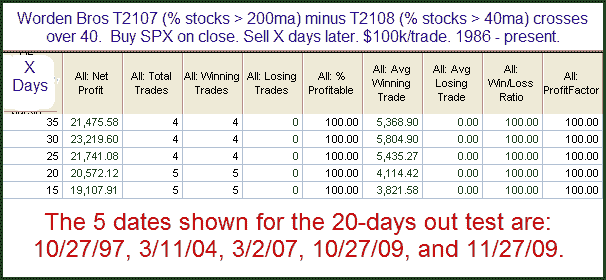 Worden Bros T2107 (% stocks > 200ma) minus T2108 (% stocks > 40ma) crosses
over 40.  Buy SPX on close. Sell X days later. $100k/trade. 1986 - present.
X Days All: Net Profit All: Total Trades All: Winning Trades All: Losing Trades All: % Profitable All: Avg Winning Trade All: Avg Losing Trade All: Win/Loss Ratio All: ProfitFactor
35 21,475.58 4 4 0 100.00 5,368.90 0.00 100.00 100.00
30 23,219.60 4 4 0 100.00 5,804.90 0.00 100.00 100.00
25 21,741.08 4 4 0 100.00 5,435.27 0.00 100.00 100.00
20 20,572.12 5 5 0 100.00 4,114.42 0.00 100.00 100.00
15 19,107.91 5 5 0 100.00 3,821.58 0.00 100.00 100.00
The 5 dates shown for the 20-days out test are:
10/27/97, 3/11/04, 3/2/07, 10/27/09, and 11/27/09.